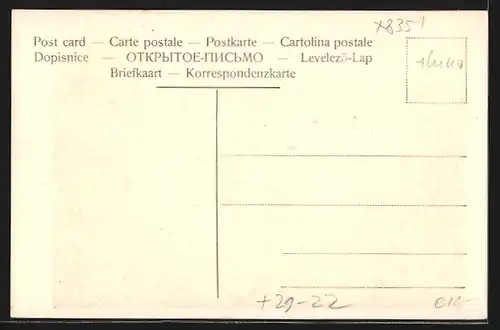 x8351
Post card — Carte postale — Postkarte — Cartolina postale
Dopisnice — ОТКРЫТОЕ-ПИСЬМО — Levelező-Lap
Briefkaart — Korrespondenzkarte
+29-22